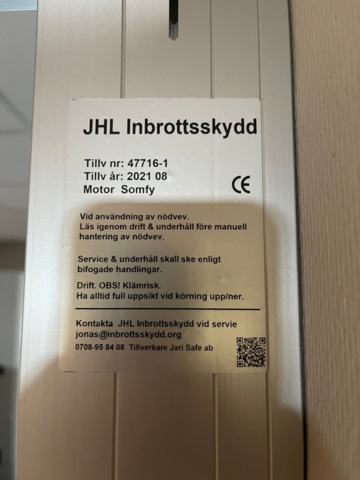 JHL Inbrottsskydd
Tillv nr: 47716-1
Tillv år: 2021 08
Motor Somfy
CE
Vid användning av nödvev.
Läs igenom drift & underhåll före manuell
hantering av nödvev.
Service & underhåll skall ske enligt
bifogade handlingar.
Drift. OBS! Klämrisk.
Ha alltid full uppsikt vid körning upp/ner.
Kontakta JHL Inbrottsskydd vid servie
jonas@inbrottsskydd.org
0708-95 84 08 Tillverkare Jari Safe ab